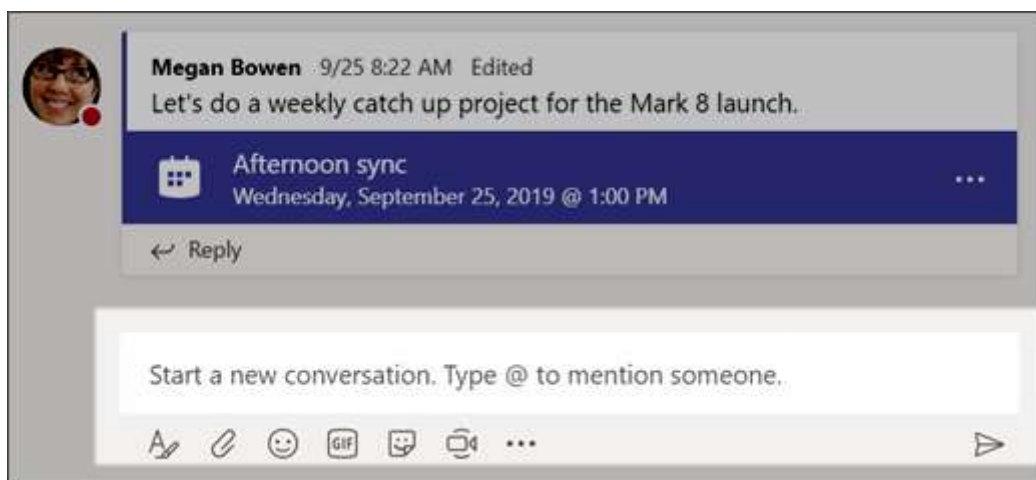 Megan Bowen 9/25 8:22 AM Edited
Let's do a weekly catch up project for the Mark 8 launch.
Afternoon sync
Wednesday, September 25, 2019 @ 1:00 PM
Reply
Start a new conversation. Type @ to mention someone.
GIF